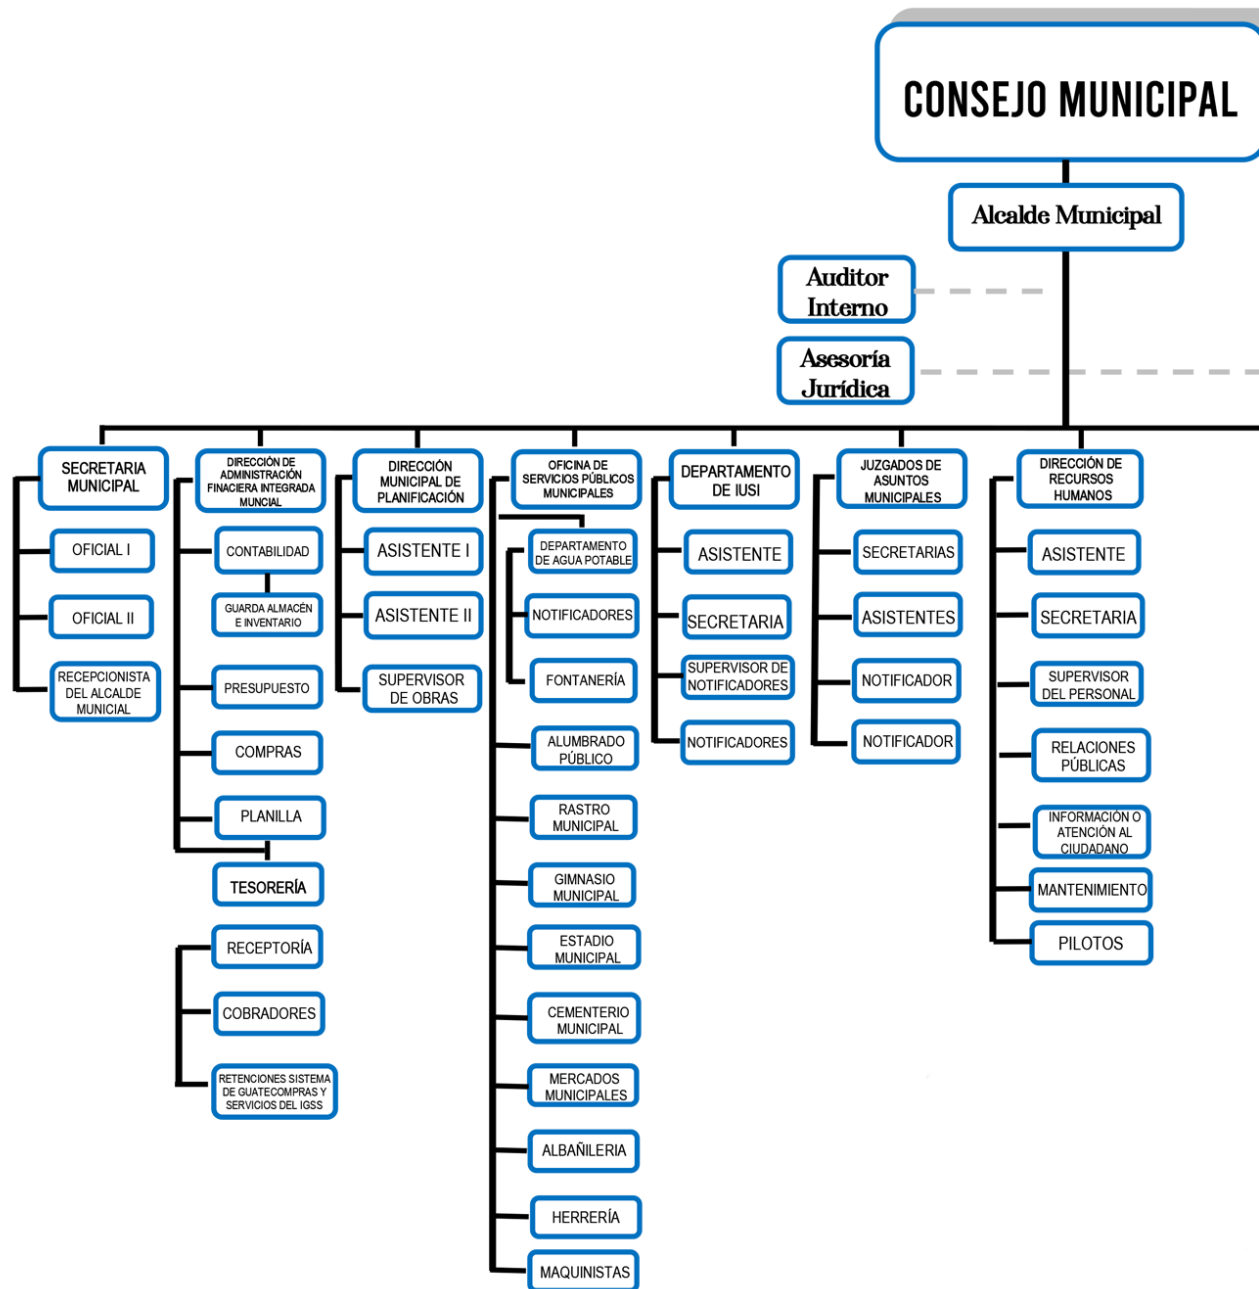 CONSEJO MUNICIPAL
Alcalde Municipal
Auditor
Interno
Asesoría
Jurídica
SECRETARIA
MUNICIPAL
OFICIAL I
OFICIAL II
RECEPCIONISTA
DEL ALCALDE
MUNICIAL
DIRECCIÓN DE
ADMINISTRACIÓN
FINACIERA INTEGRADA
MUNCIAL
CONTABILIDAD
GUARDA ALMACÉN
E INVENTARIO
PRESUPUESTO
COMPRAS
PLANILLA
TESORERÍA
RECEPTORÍA
COBRADORES
RETENCIONES SISTEMA
DE GUATECOMPRAS Y
SERVICIOS DEL IGSS
DIRECCIÓN
MUNICIPAL
DE PLANIFICACIÓN
ASISTENTE I
ASISTENTE II
SUPERVISOR
DE OBRAS
OFICINA DE
SERVICIOS PÚBLICOS
MUNICIPALES
DEPARTAMENTO
DE AGUA POTABLE
NOTIFICADORES
FONTANERÍA
ALUMBRADO
PÚBLICO
RASTRO
MUNICIPAL
GIMNASIO
MUNICIPAL
ESTADIO
MUNICIPAL
CEMENTERIO
MUNICIPAL
MERCADOS
MUNICIPALES
ALBAÑILERIA
HERRERÍA
MAQUINISTAS
DEPARTAMENTO
DE IUSI
ASISTENTE
SECRETARIA
SUPERVISOR DE
NOTIFICADORES
NOTIFICADORES
JUZGADOS DE
ASUNTOS
MUNICIPALES
SECRETARIAS
ASISTENTES
NOTIFICADOR
NOTIFICADOR
DIRECCIÓN DE
RECURSOS
HUMANOS
ASISTENTE
SECRETARIA
SUPERVISOR
DEL PERSONAL
RELACIONES
PÚBLICAS
INFORMACIÓN O
ATENCIÓN AL
CIUDADANO
MANTENIMIENTO
PILOTOS